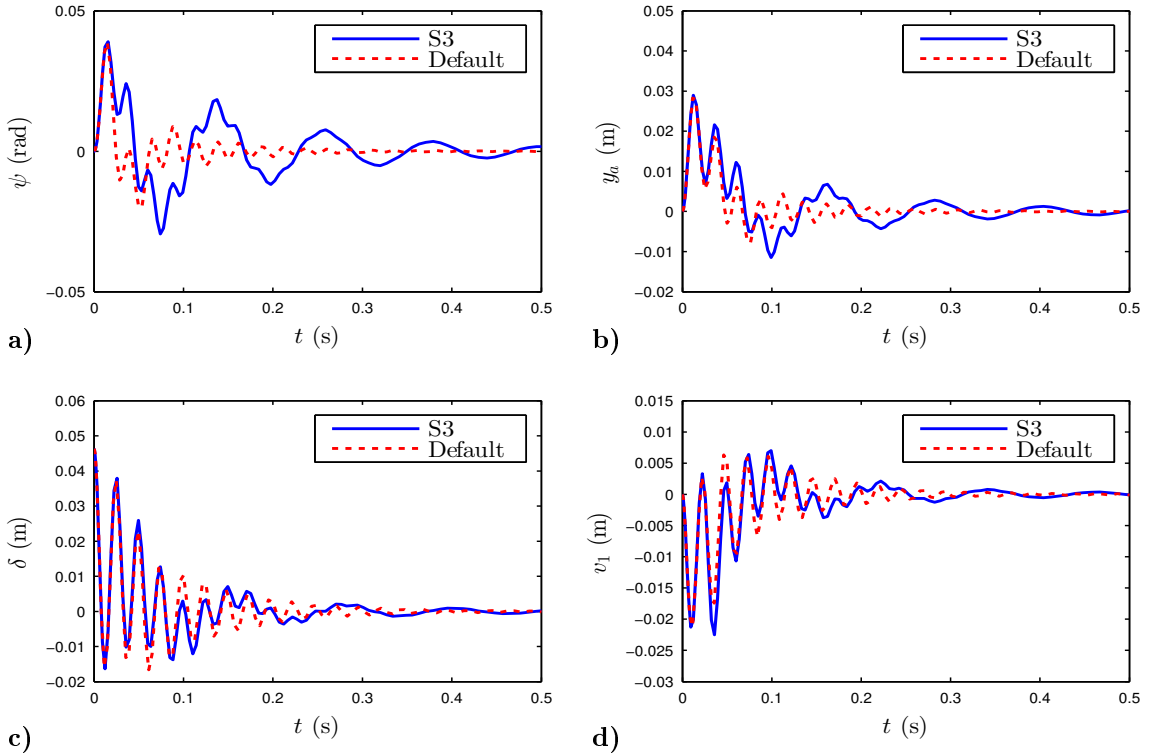 0.05
0
−0.05
ψ (rad)
S3
Default
0
0.1
0.2
0.3
0.4
0.5
t (s)
a)
0.05
0.04
0.03
0.02
0.01
0
−0.01
−0.02
y_a (m)
S3
Default
0
0.1
0.2
0.3
0.4
0.5
t (s)
b)
0.06
0.05
0.04
0.03
0.02
0.01
0
−0.01
−0.02
δ (m)
S3
Default
0
0.1
0.2
0.3
0.4
0.5
t (s)
c)
0.015
0.01
0.005
0
−0.005
−0.01
−0.015
−0.02
−0.025
−0.03
v_1 (m)
S3
Default
0
0.1
0.2
0.3
0.4
0.5
t (s)
d)